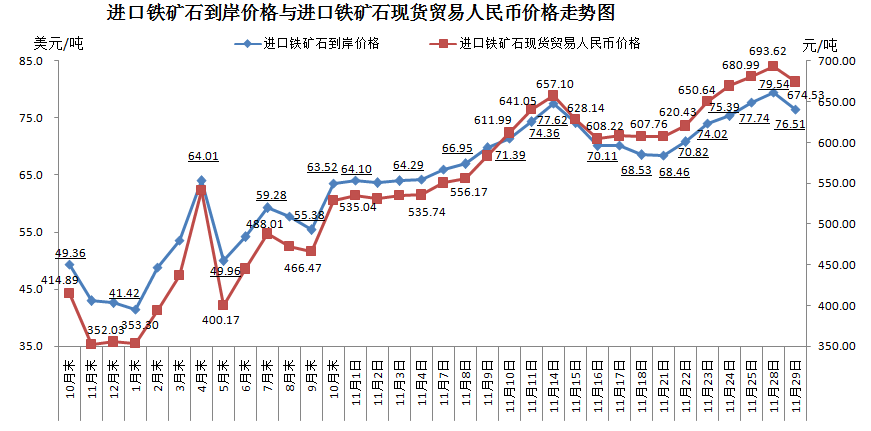 进口铁矿石到岸价格与进口铁矿石现货贸易人民币价格走势图
美元/吨
进口铁矿石到岸价格
进口铁矿石现货贸易人民币价格
元/吨
85.0
75.0
65.0
55.0
45.0
35.0
700.00
650.00
600.00
550.00
500.00
450.00
400.00
350.00
49.36
41.42
64.01
49.96
59.28
55.38
63.52
64.10
64.29
66.95
71.39
74.36
77.62
70.11
68.53
68.46
70.82
74.02
75.39
77.74
79.54
76.51
414.89
352.03
353.30
400.17
488.01
466.47
535.04
535.74
556.17
611.99
641.05
657.10
628.14
608.22
607.76
620.43
650.64
680.99
693.62
674.53
10月末
11月末
12月末
1月末
2月末
3月末
4月末
5月末
6月末
7月末
8月末
9月末
10月末
11月1日
11月2日
11月3日
11月4日
11月7日
11月8日
11月9日
11月10日
11月11日
11月14日
11月15日
11月16日
11月17日
11月18日
11月21日
11月22日
11月23日
11月24日
11月25日
11月28日
11月29日